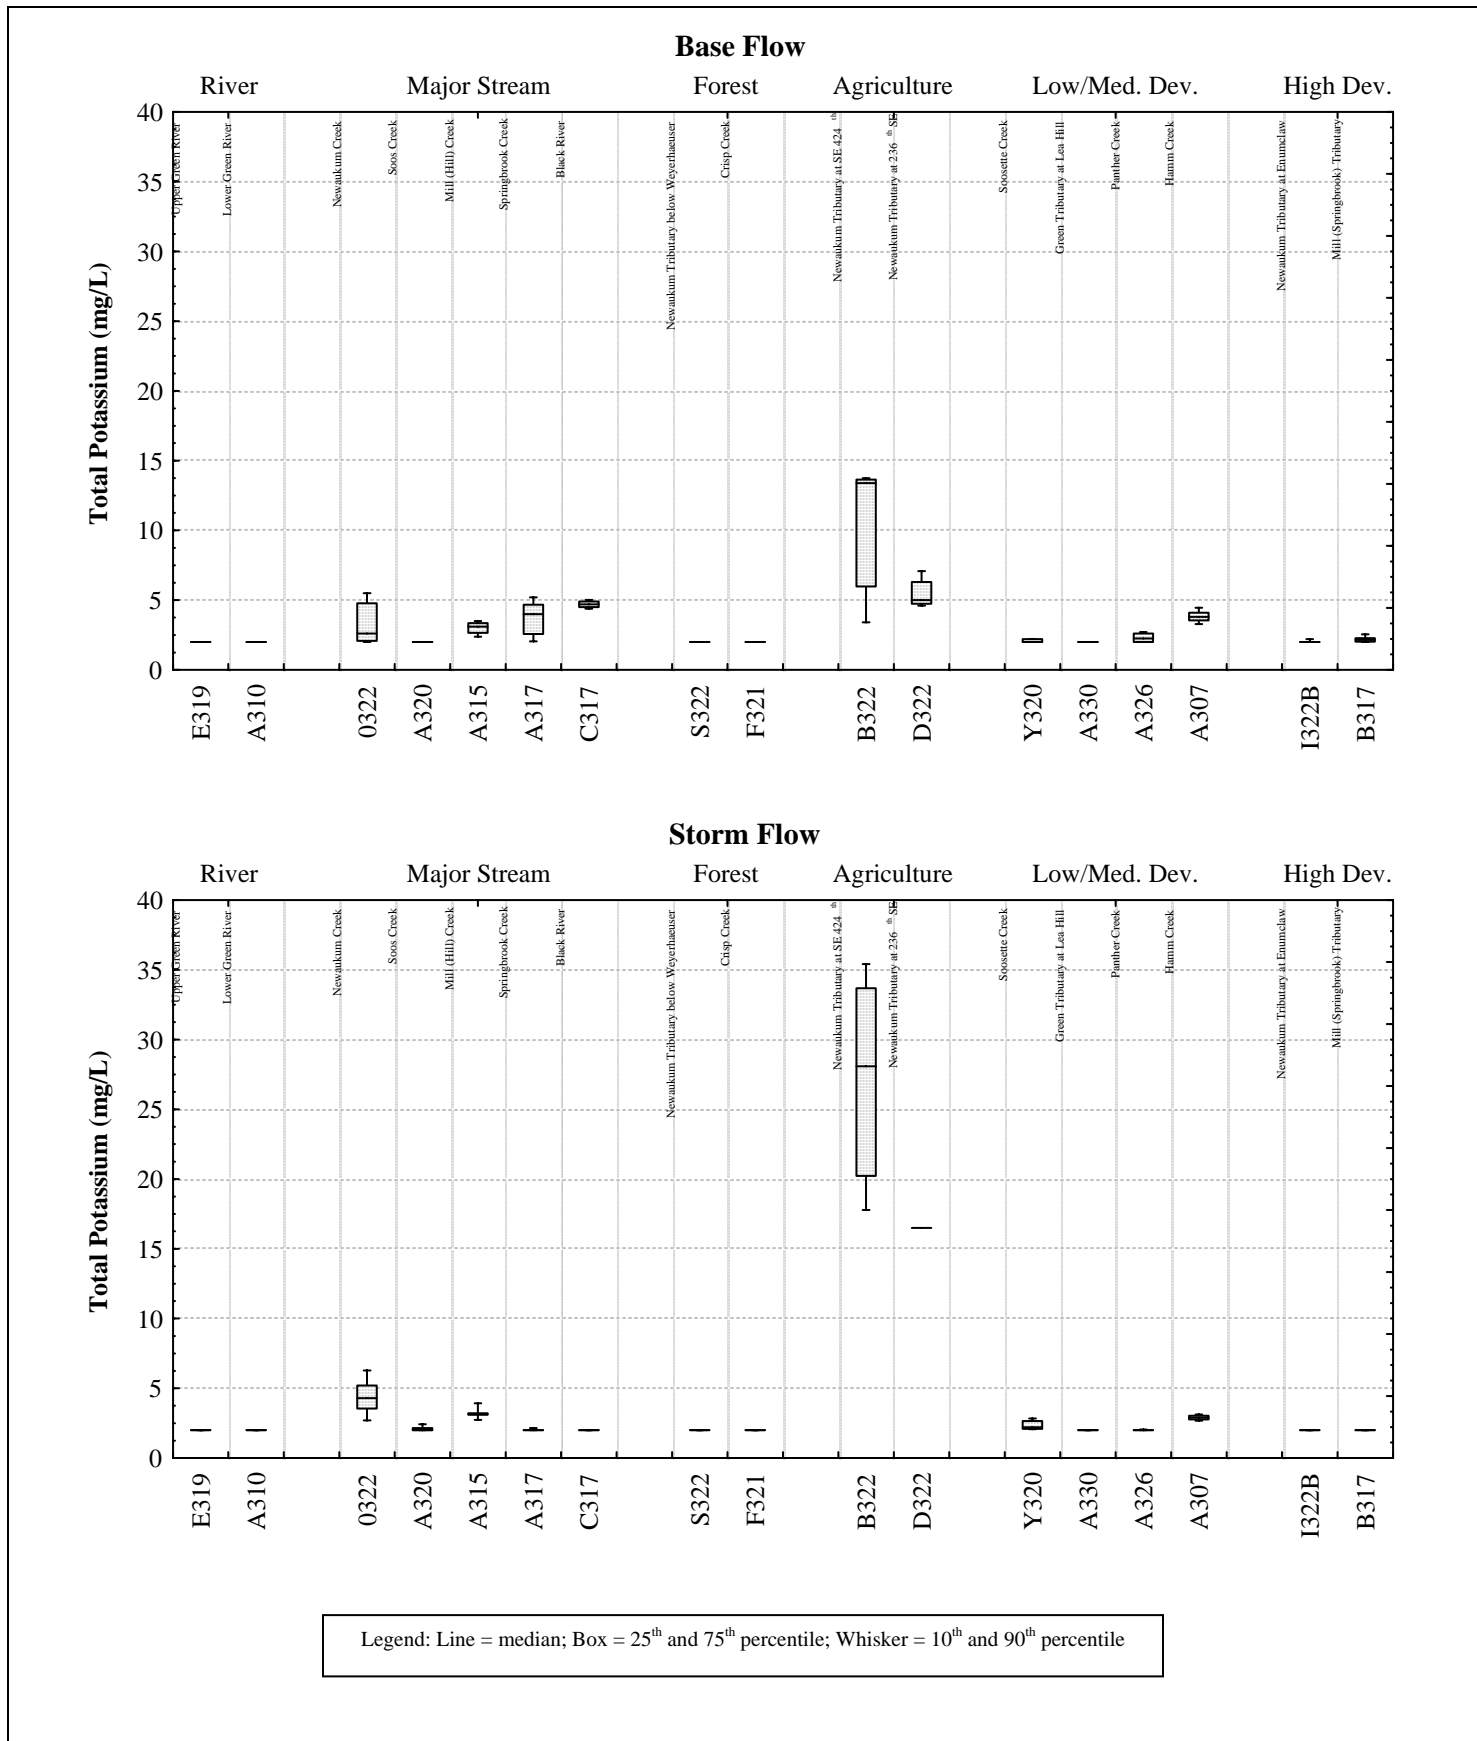 Base Flow
River Major Stream Forest Agriculture Low/Med. Dev. High Dev.
Total Potassium (mg/L)
40
35
30
25
20
15
10
5
0
Upper Green River
Lower Green River
Newaukum Creek
Soos Creek
Mill (Hill) Creek
Springbrook Creek
Black River
Newaukum Tributary below Weyerhaeuser
Crisp Creek
Newaukum Tributary at SE 424 th
Newaukum Tributary at 236 th SE
Soosette Creek
Green Tributary at Lea Hill
Panther Creek
Hamm Creek
Newaukum Tributary at Enumclaw
Mill (Springbrook) Tributary
E319 A310 0322 A320 A315 A317 C317 S322 F321 B322 D322 Y320 A330 A326 A307 I322B B317
Storm Flow
River Major Stream Forest Agriculture Low/Med. Dev. High Dev.
Total Potassium (mg/L)
40
35
30
25
20
15
10
5
0
Upper Green River
Lower Green River
Newaukum Creek
Soos Creek
Mill (Hill) Creek
Springbrook Creek
Black River
Newaukum Tributary below Weyerhaeuser
Crisp Creek
Newaukum Tributary at SE 424 th
Newaukum Tributary at 236 th SE
Soosette Creek
Green Tributary at Lea Hill
Panther Creek
Hamm Creek
Newaukum Tributary at Enumclaw
Mill (Springbrook) Tributary
E319 A310 0322 A320 A315 A317 C317 S322 F321 B322 D322 Y320 A330 A326 A307 I322B B317
Legend: Line = median; Box = 25th and 75th percentile; Whisker = 10th and 90th percentile